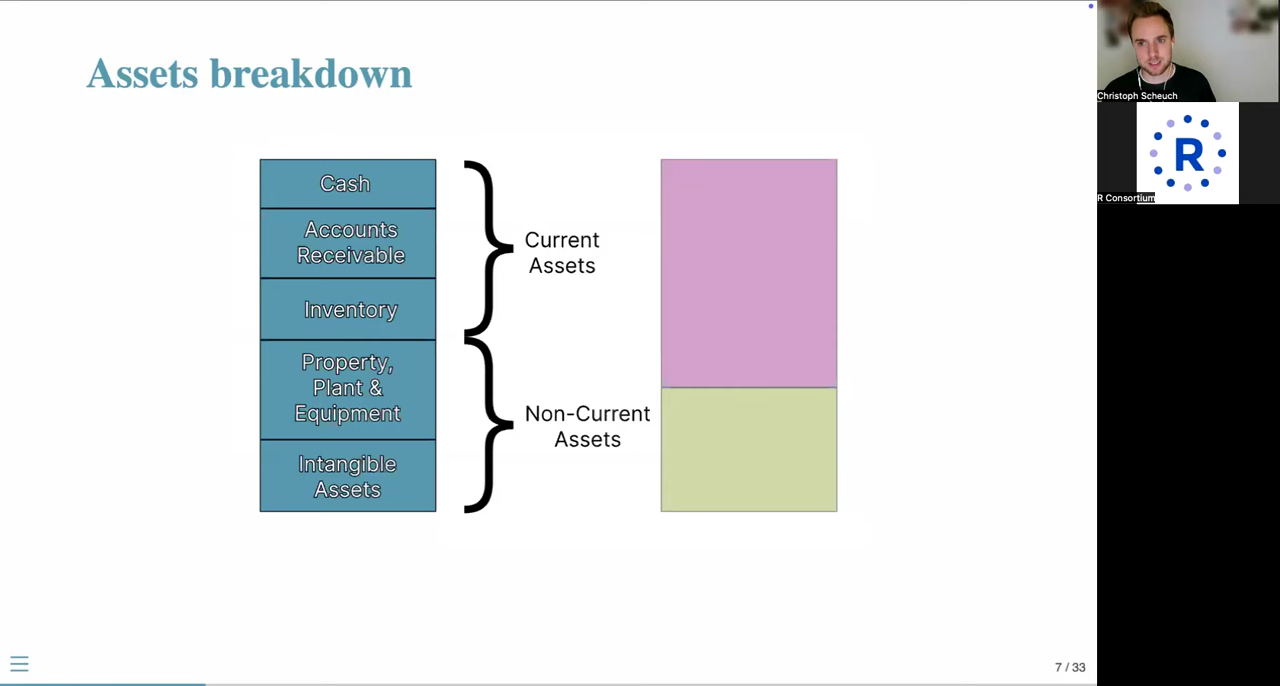 Assets breakdown
Cash
Accounts
Receivable
Inventory
Property,
Plant &
Equipment
Intangible
Assets
Current
Assets
Non-Current
Assets
7 / 33
Christoph Scheuch
R
R Consortium